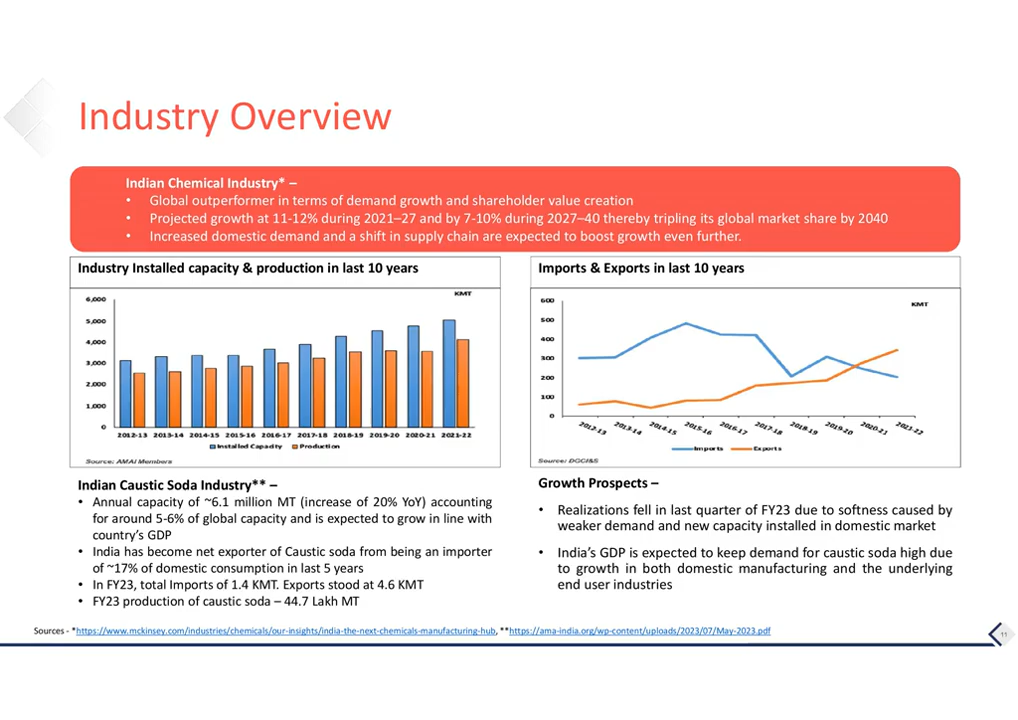 Industry Overview
Indian Chemical Industry* –
• Global outperformer in terms of demand growth and shareholder value creation
• Projected growth at 11-12% during 2021–27 and by 7-10% during 2027–40 thereby tripling its global market share by 2040
• Increased domestic demand and a shift in supply chain are expected to boost growth even further.
Industry Installed capacity & production in last 10 years
KMT
6,000
5,000
4,000
3,000
2,000
1,000
0
2012-13 2013-14 2014-15 2015-16 2016-17 2017-18 2018-19 2019-20 2020-21 2021-22
Installed Capacity Production
Source: AMAI Members
Imports & Exports in last 10 years
KMT
600
500
400
300
200
100
0
2012-13 2013-14 2014-15 2015-16 2016-17 2017-18 2018-19 2019-20 2020-21 2021-22
Imports Exports
Source: DGCI&S
Indian Caustic Soda Industry** –
• Annual capacity of ~6.1 million MT (increase of 20% YoY) accounting
for around 5-6% of global capacity and is expected to grow in line with
country's GDP
• India has become net exporter of Caustic soda from being an importer
of ~17% of domestic consumption in last 5 years
• In FY23, total Imports of 1.4 KMT. Exports stood at 4.6 KMT
• FY23 production of caustic soda – 44.7 Lakh MT
Growth Prospects –
• Realizations fell in last quarter of FY23 due to softness caused by
weaker demand and new capacity installed in domestic market
• India's GDP is expected to keep demand for caustic soda high due
to growth in both domestic manufacturing and the underlying
end user industries
Sources - *https://www.mckinsey.com/industries/chemicals/our-insights/india-the-next-chemicals-manufacturing-hub, **https://ama-india.org/wp-content/uploads/2023/07/May-2023.pdf
11